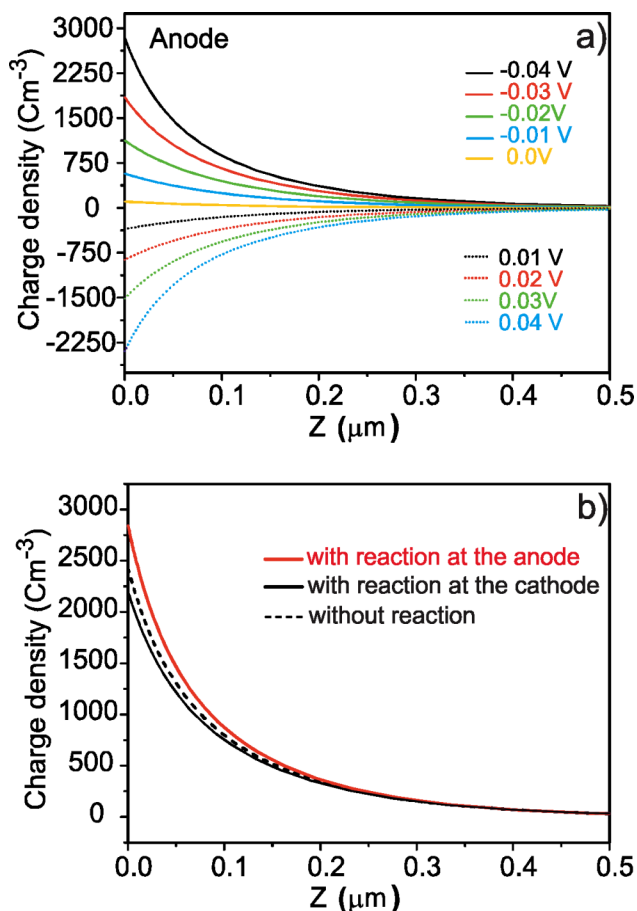 Anode
a)
Charge density (Cm⁻³)
3000
2250
1500
750
0
-750
-1500
-2250
-0.04 V
-0.03 V
-0.02V
-0.01 V
0.0V
0.01 V
0.02 V
0.03V
0.04 V
0.0 0.1 0.2 0.3 0.4 0.5
Z (μm)
b)
Charge density (Cm⁻³)
3000
2500
2000
1500
1000
500
0
with reaction at the anode
with reaction at the cathode
without reaction
0.0 0.1 0.2 0.3 0.4 0.5
Z (μm)